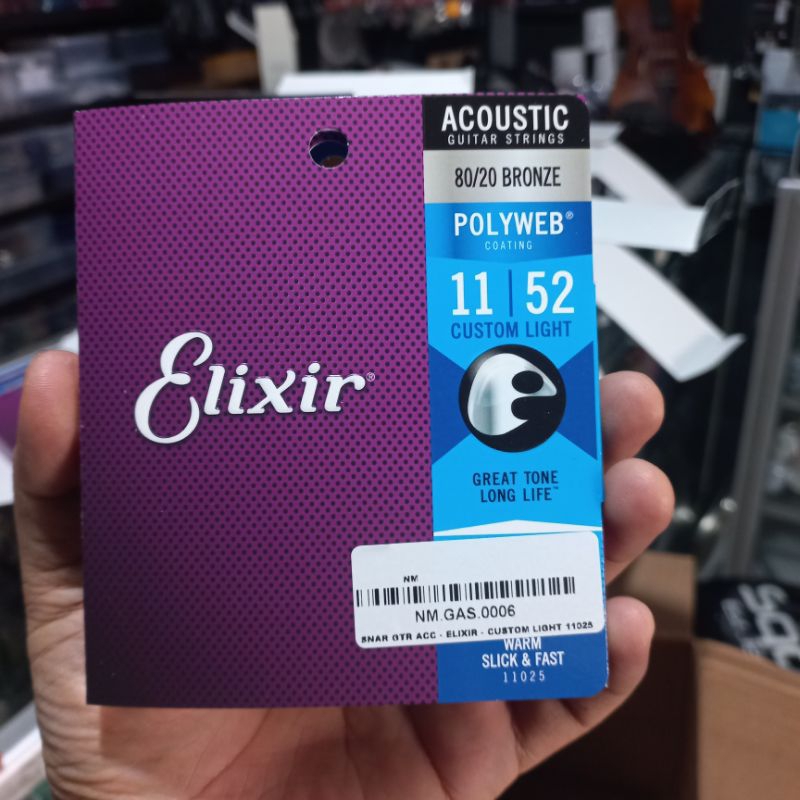 ACOUSTIC
GUITAR STRINGS
80/20 BRONZE
POLYWEB®
COATING
11 | 52
CUSTOM LIGHT
Elixir®
GREAT TONE
LONG LIFE™
NM
NM.GAS.0006
SNAR GTR ACC - ELIXIR - CUSTOM LIGHT 11025
WARM
SLICK & FAST
11025